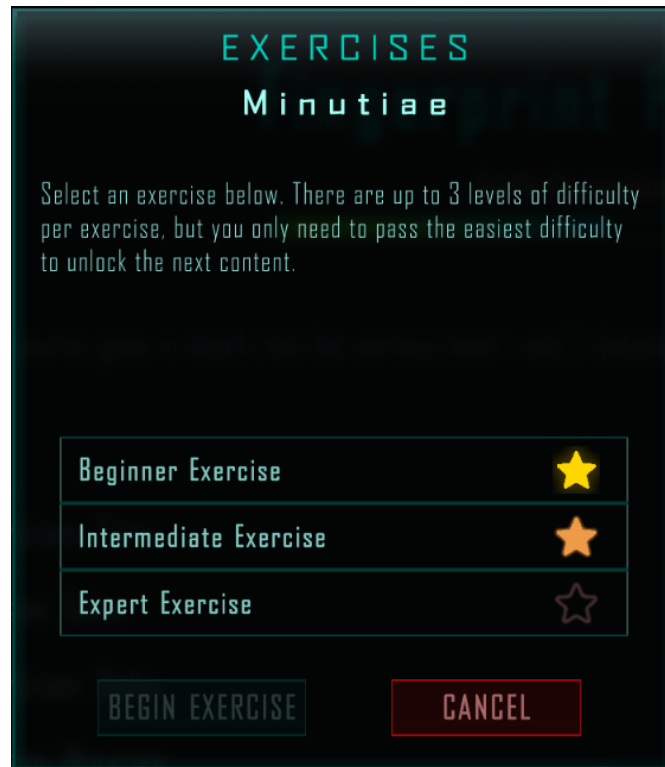 EXERCISES
Minutiae
Select an exercise below. There are up to 3 levels of difficulty
per exercise, but you only need to pass the easiest difficulty
to unlock the next content.
Beginner Exercise
Intermediate Exercise
Expert Exercise
BEGIN EXERCISE
CANCEL